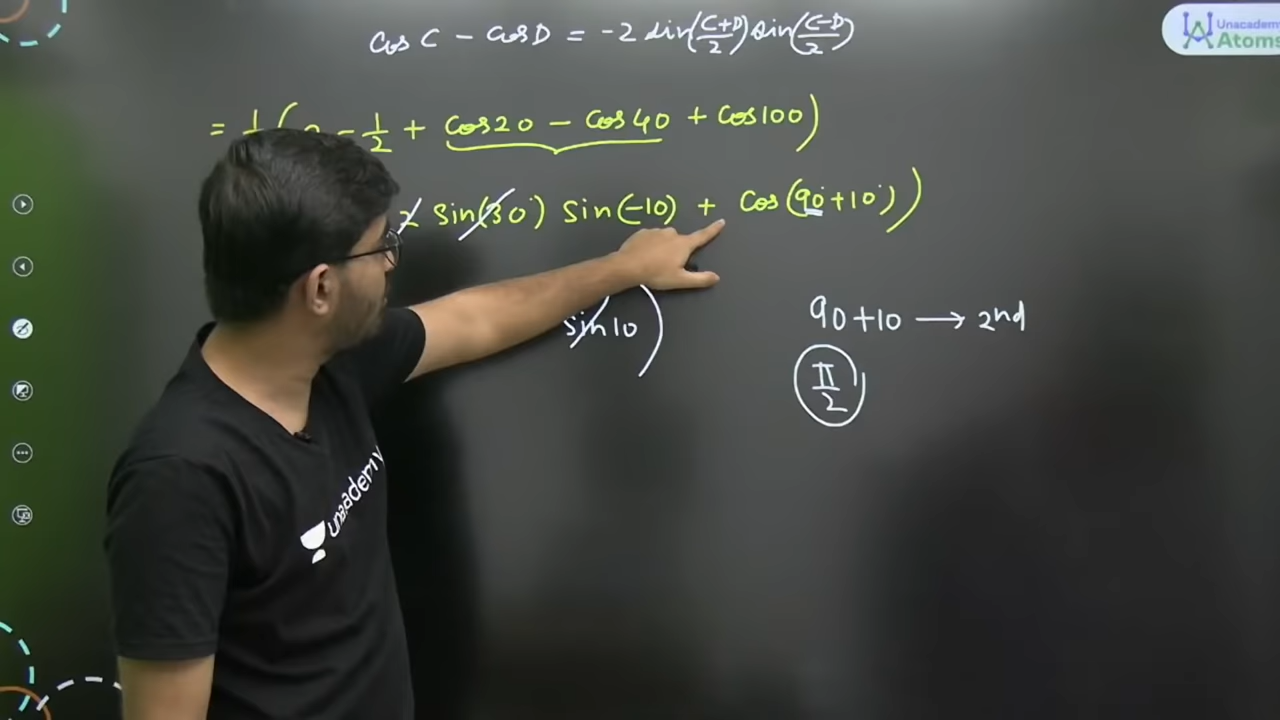 cos C - cos D = -2 sin(C+D/2) sin(C-D/2)
Unacademy
Atoms
- 1/2 + cos20 - cos40 + cos100)
2 sin(30°) sin(-10) + cos(90°+10°))
sin10)
90+10 → 2nd
π/2
unacademy